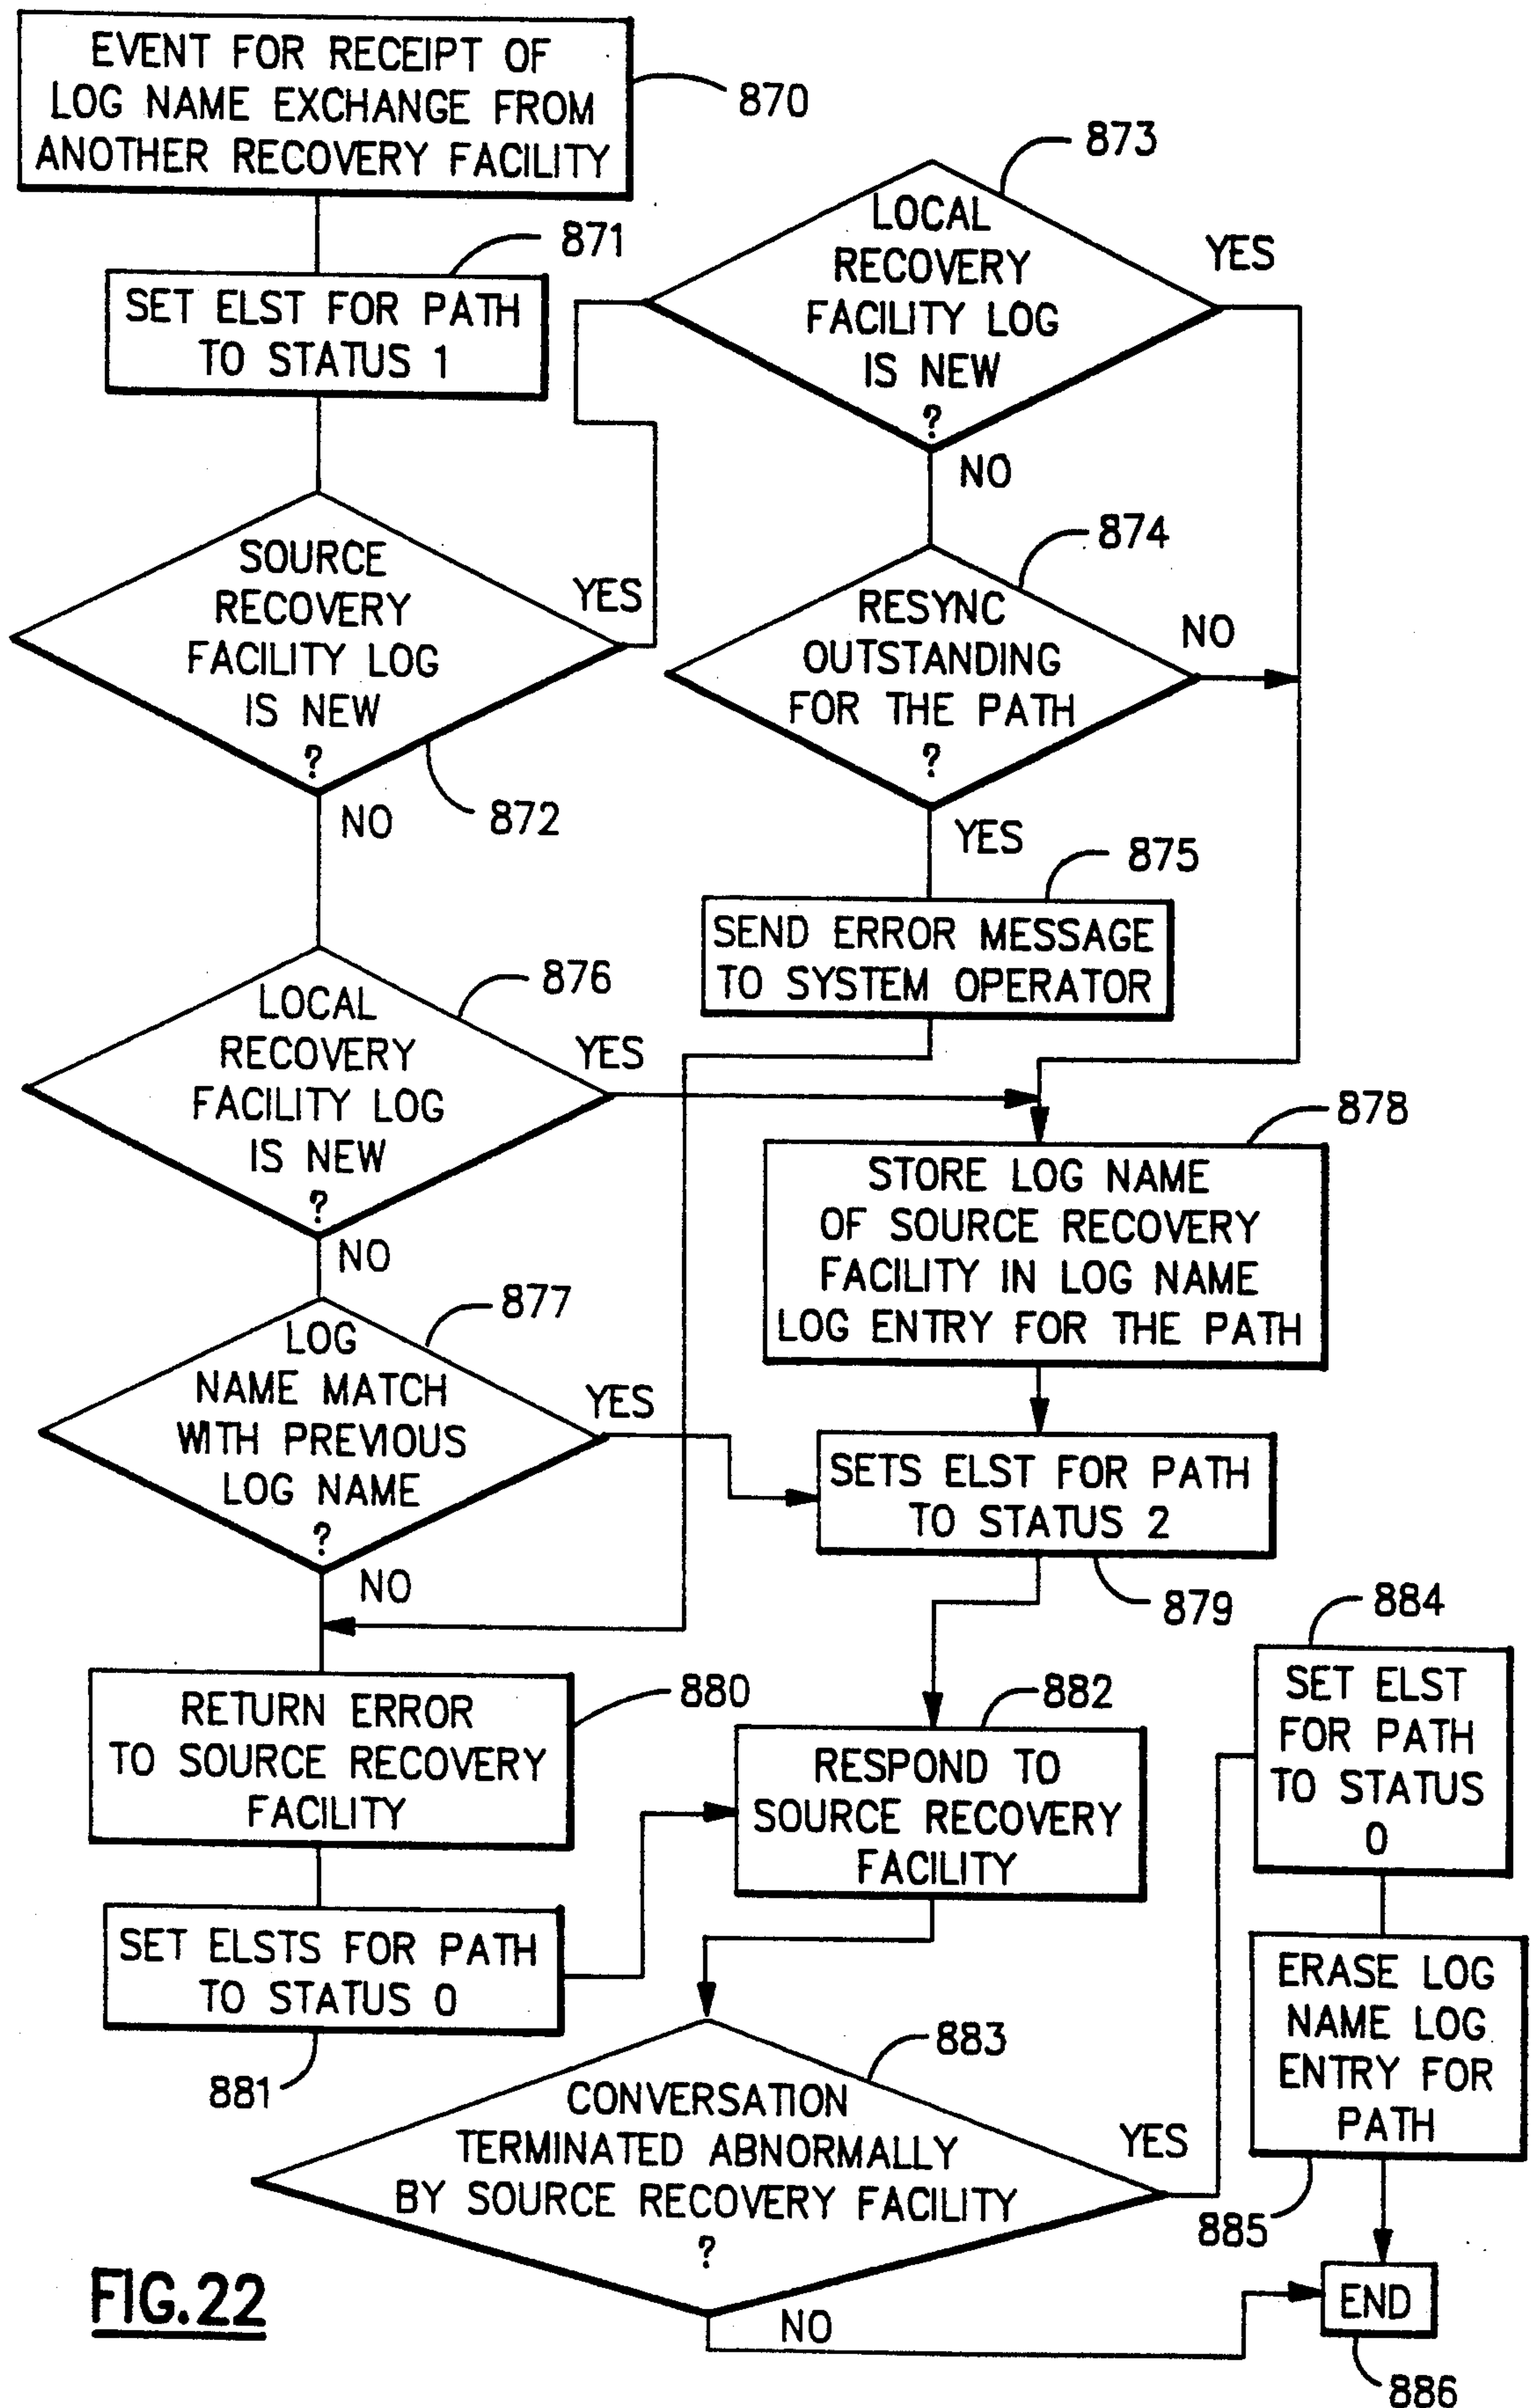 EVENT FOR RECEIPT OF
LOG NAME EXCHANGE FROM
ANOTHER RECOVERY FACILITY
870
871
SET ELST FOR PATH
TO STATUS 1
SOURCE
RECOVERY
FACILITY LOG
IS NEW
?
YES
NO
872
873
LOCAL
RECOVERY
FACILITY LOG
IS NEW
?
YES
NO
874
RESYNC
OUTSTANDING
FOR THE PATH
?
NO
YES
875
SEND ERROR MESSAGE
TO SYSTEM OPERATOR
876
LOCAL
RECOVERY
FACILITY LOG
IS NEW
?
YES
NO
877
LOG
NAME MATCH
WITH PREVIOUS
LOG NAME
?
YES
NO
878
STORE LOG NAME
OF SOURCE RECOVERY
FACILITY IN LOG NAME
LOG ENTRY FOR THE PATH
SETS ELST FOR PATH
TO STATUS 2
879
RETURN ERROR
TO SOURCE RECOVERY
FACILITY
880
SET ELSTS FOR PATH
TO STATUS 0
881
882
RESPOND TO
SOURCE RECOVERY
FACILITY
883
CONVERSATION
TERMINATED ABNORMALLY
BY SOURCE RECOVERY FACILITY
?
YES
NO
884
SET ELST
FOR PATH
TO STATUS
0
ERASE LOG
NAME LOG
ENTRY FOR
PATH
885
END
886
FIG.22